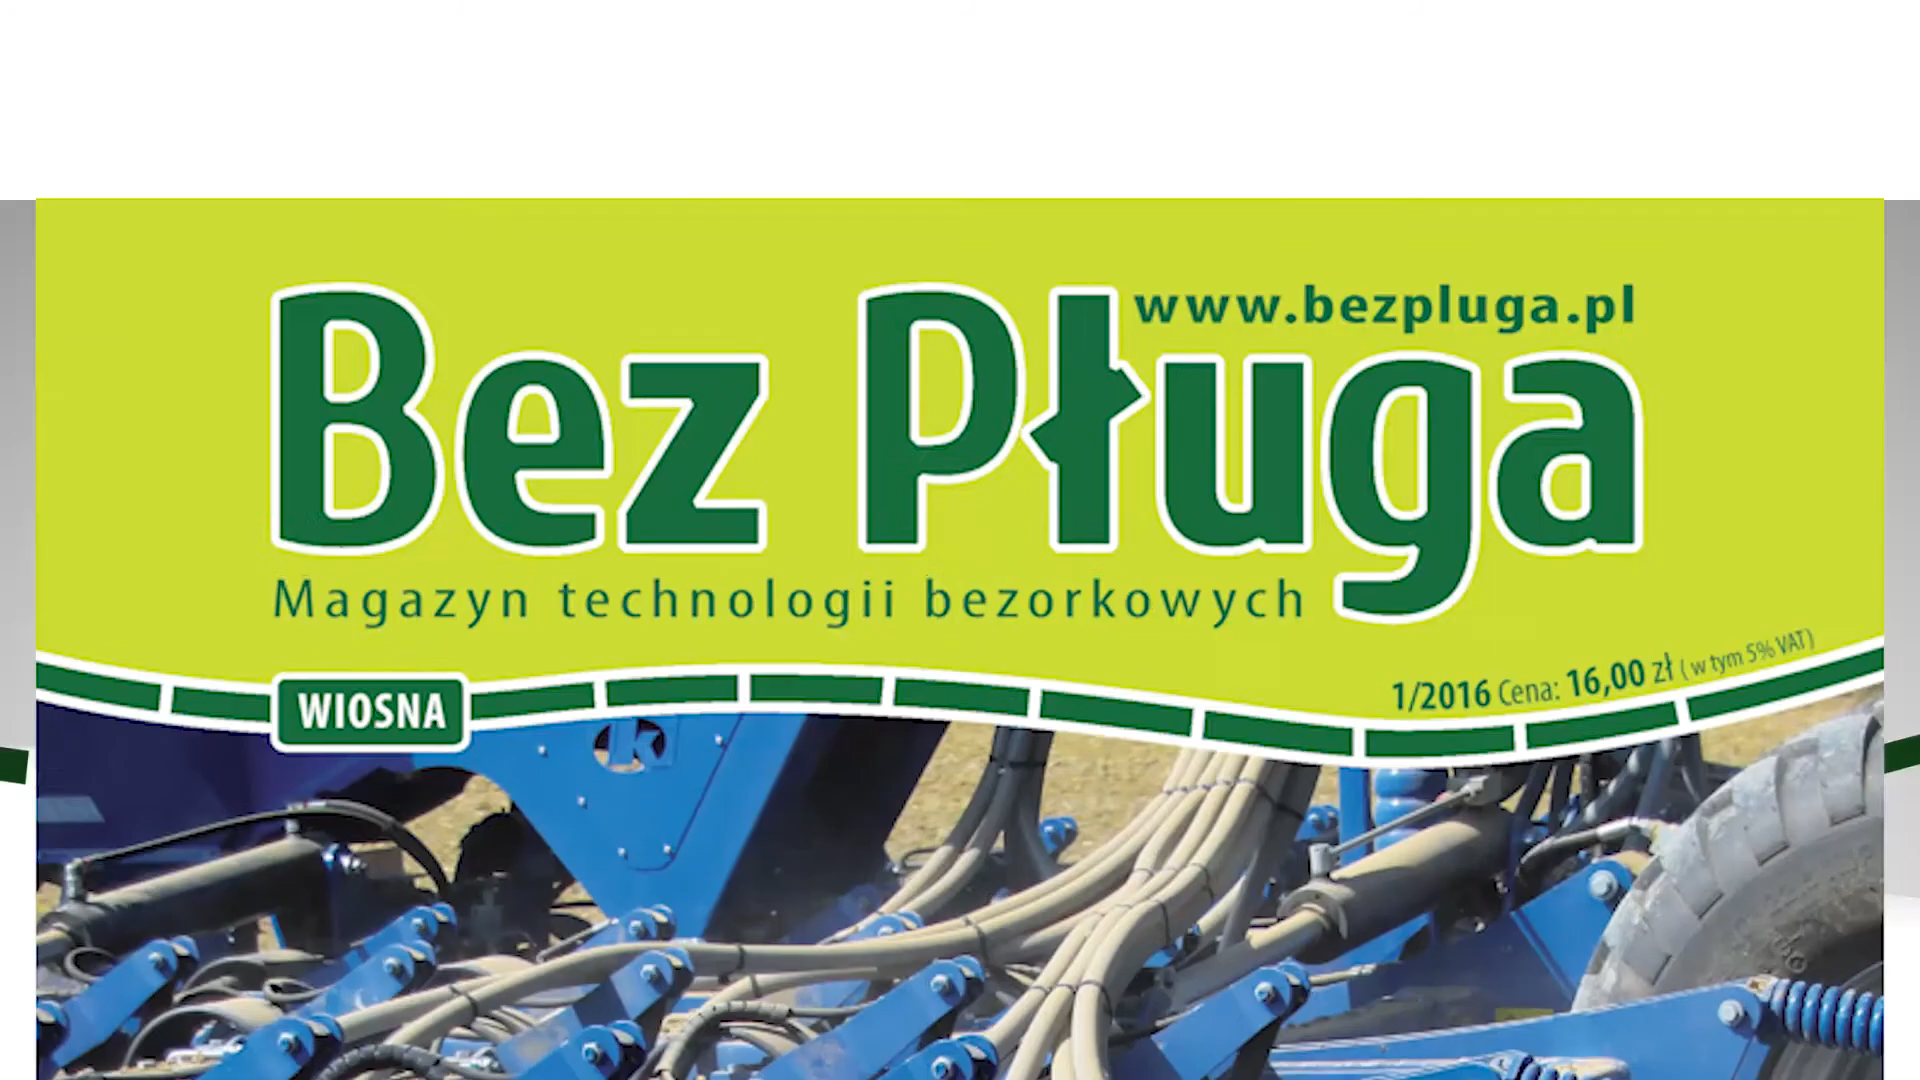 www.bezpluga.pl
Bez Pługa
Magazyn technologii bezorkowych
1/2016 Cena: 16,00 zł ( w tym 5% VAT)
WIOSNA
k